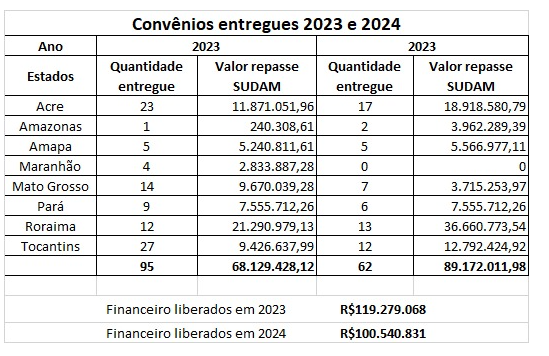 Convênios entregues 2023 e 2024
Ano 2023 2023
Estados Quantidade entregue Valor repasse SUDAM Quantidade entregue Valor repasse SUDAM
Acre 23 11.871.051,96 17 18.918.580,79
Amazonas 1 240.308,61 2 3.962.289,39
Amapa 5 5.240.811,61 5 5.566.977,11
Maranhão 4 2.833.887,28 0 0
Mato Grosso 14 9.670.039,28 7 3.715.253,97
Pará 9 7.555.712,26 6 7.555.712,26
Roraima 12 21.290.979,13 13 36.660.773,54
Tocantins 27 9.426.637,99 12 12.792.424,92
95 68.129.428,12 62 89.172.011,98
Financeiro liberados em 2023 R$119.279.068
Financeiro liberados em 2024 R$100.540.831